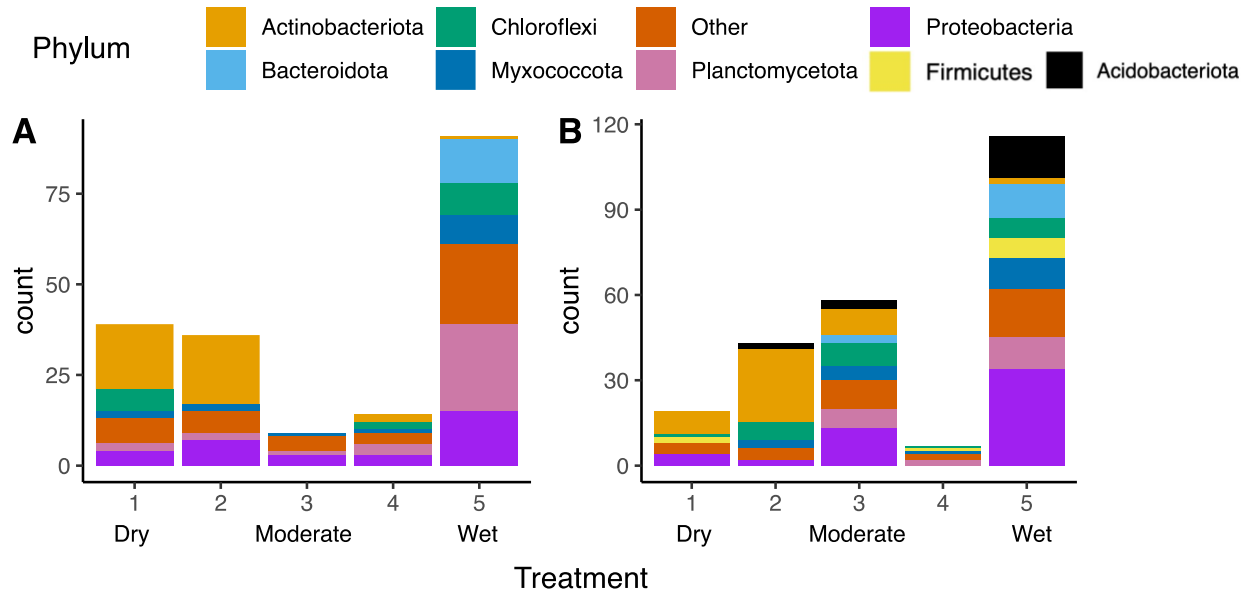 Phylum
Actinobacteriota Chloroflexi Other Proteobacteria
Bacteroidota Myxococcota Planctomycetota Firmicutes Acidobacteriota
A
count
75
50
25
0
1 2 3 4 5
Dry Moderate Wet
B
count
120
90
60
30
0
1 2 3 4 5
Dry Moderate Wet
Treatment